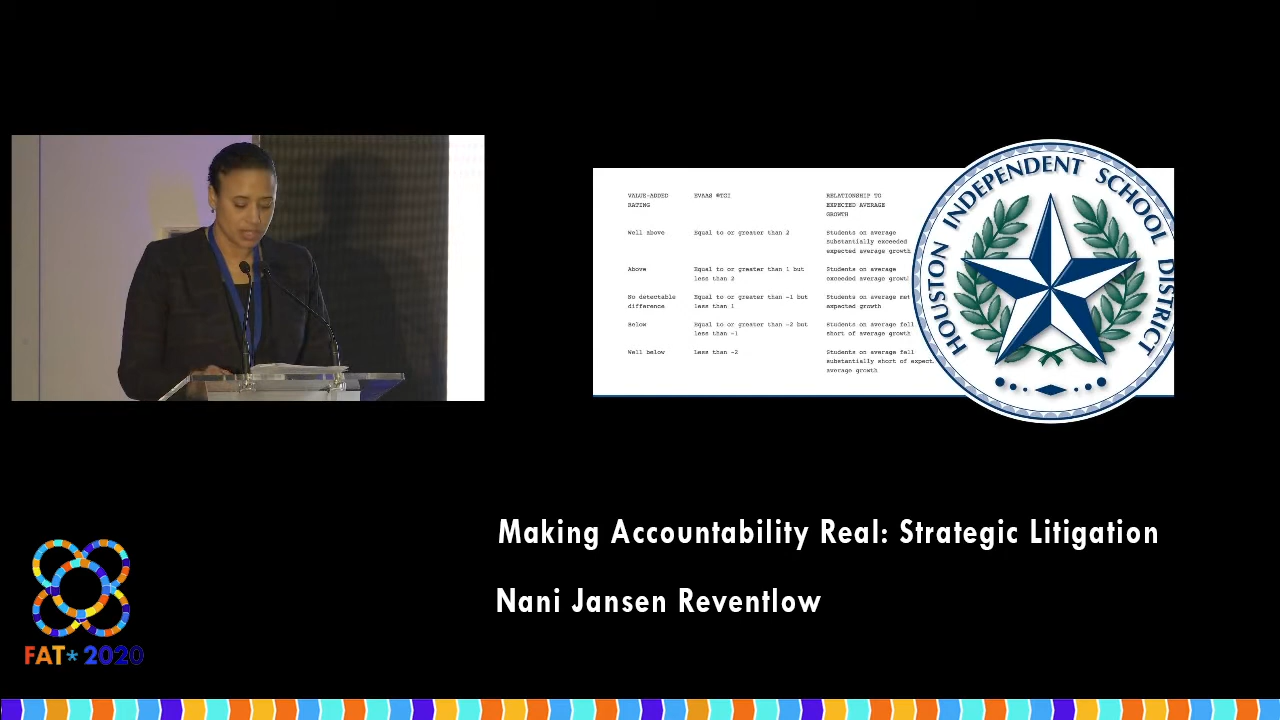 VALUE-ADDED
RATING
EVAAS ®TGI
RELATIONSHIP TO
EXPECTED AVERAGE
GROWTH
Well above
Equal to or greater than 2
Students on average
substantially exceeded
expected average growth
Above
Equal to or greater than 1 but
less than 2
Students on average
exceeded average growt
No detectable
difference
Equal to or greater than -1 but
less than 1
Students on average met
expected growth
Below
Equal to or greater than -2 but
less than -1
Students on average fell
short of average growth
Well below
Less than -2
Students on average fall
substantially short of expect
average growth
HOUSTON INDEPENDENT SCHOOL DISTRICT
Making Accountability Real: Strategic Litigation
Nani Jansen Reventlow
FAT* 2020